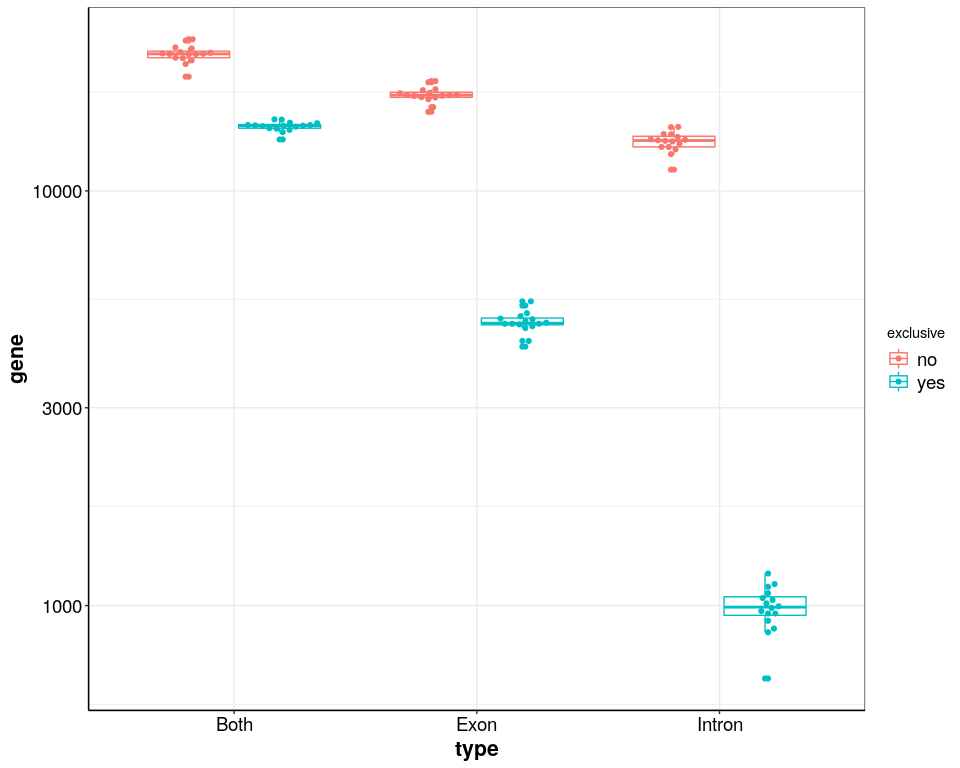 gene
10000
3000
1000
Both
Exon
Intron
type
exclusive
no
yes